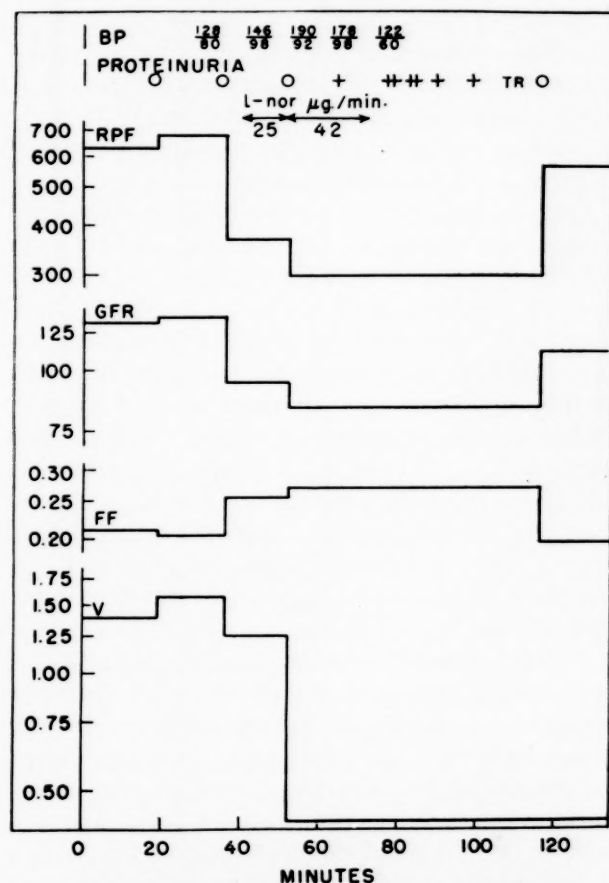 BP 128/80 146/98 190/92 178/98 122/60
PROTEINURIA O O O + ++ ++ + + TR O
l-nor μg./min.
25 42
700 RPF
600
500
400
300
GFR
125
100
75
0.30
0.25
FF
0.20
1.75
1.50
V
1.25
1.00
0.75
0.50
0 20 40 60 80 100 120
MINUTES